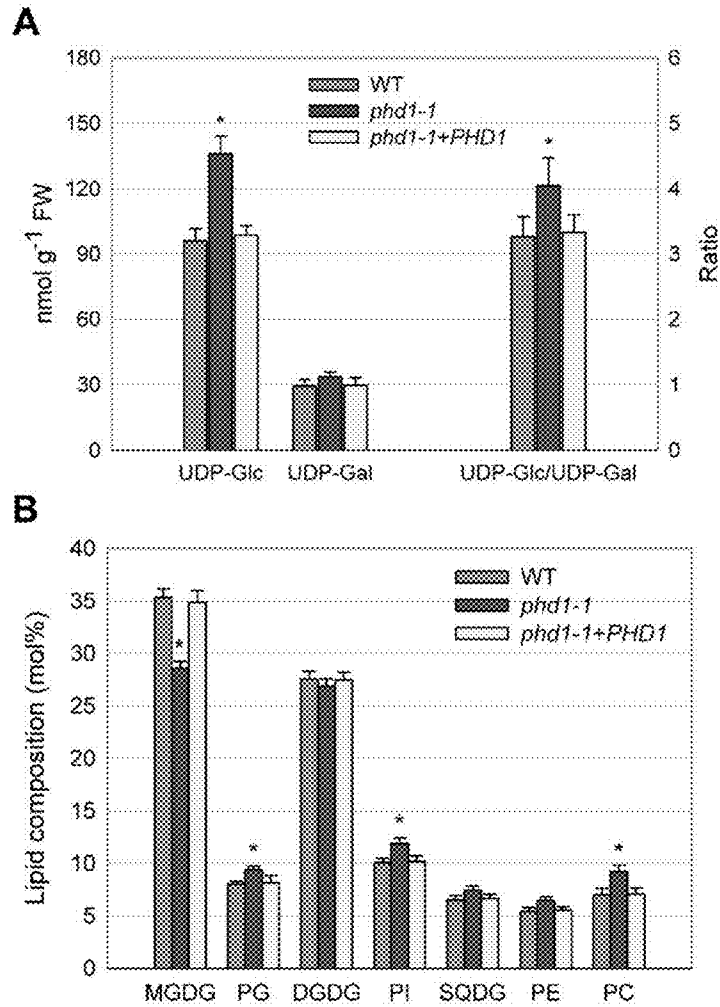 A
180
150
120
90
60
30
0
nmol g⁻¹ FW
WT
phd1-1
phd1-1+PHD1
*
*
6
5
4
3
2
1
0
Ratio
UDP-Glc UDP-Gal UDP-Glc/UDP-Gal
B
40
35
30
25
20
15
10
5
0
Lipid composition (mol%)
WT
phd1-1
phd1-1+PHD1
*
*
*
*
MGDG PG DGDG PI SQDG PE PC